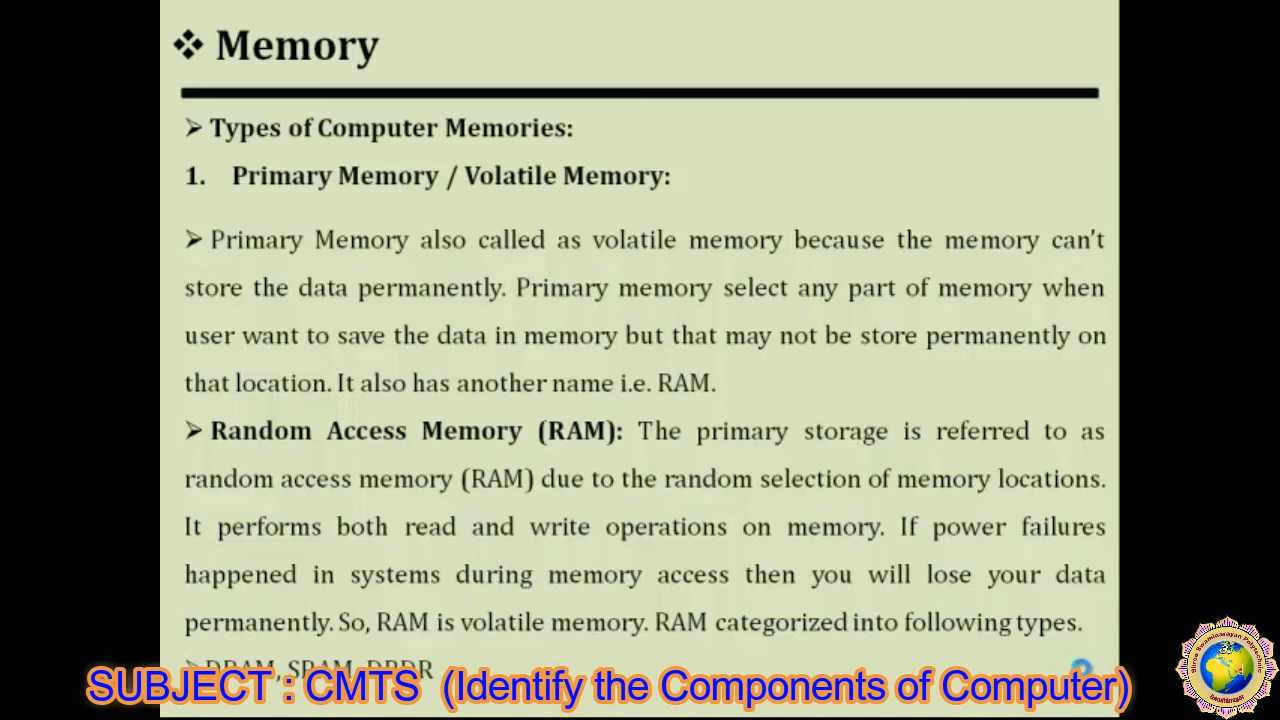 ❖ Memory
➢ Types of Computer Memories:
1. Primary Memory / Volatile Memory:
➢ Primary Memory also called as volatile memory because the memory can't
store the data permanently. Primary memory select any part of memory when
user want to save the data in memory but that may not be store permanently on
that location. It also has another name i.e. RAM.
➢ Random Access Memory (RAM): The primary storage is referred to as
random access memory (RAM) due to the random selection of memory locations.
It performs both read and write operations on memory. If power failures
happened in systems during memory access then you will lose your data
permanently. So, RAM is volatile memory. RAM categorized into following types.
➢ DRAM, SRAM, DRDR
SUBJECT : CMTS (Identify the Components of Computer)